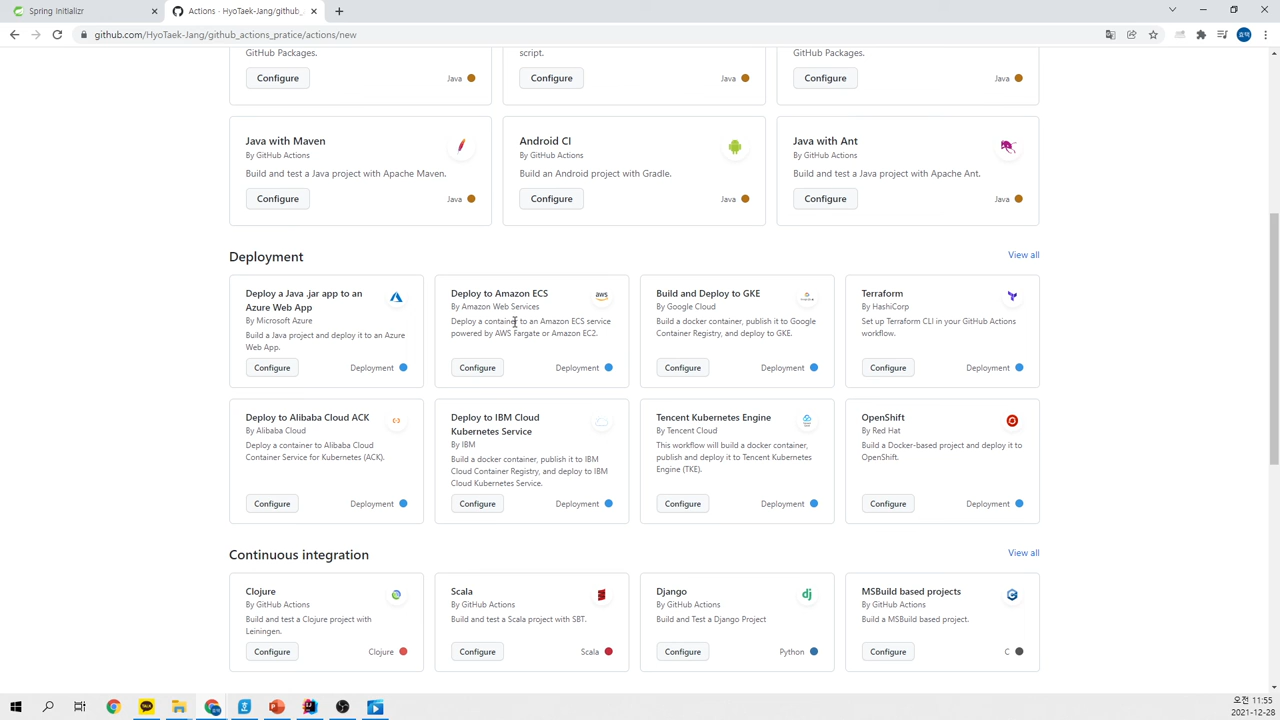 Spring Initializr
Actions - HyoTaek-Jang/github_
github.com/HyoTaek-Jang/github_actions_pratice/actions/new
GitHub Packages.
Configure
Java
script.
Configure
Java
GitHub Packages.
Configure
Java
Java with Maven
By GitHub Actions
Build and test a Java project with Apache Maven.
Configure
Java
Android CI
By GitHub Actions
Build an Android project with Gradle.
Configure
Java
Java with Ant
By GitHub Actions
Build and test a Java project with Apache Ant.
Configure
Java
Deployment
View all
Deploy a Java .jar app to an
Azure Web App
By Microsoft Azure
Build a Java project and deploy it to an Azure
Web App.
Configure
Deployment
Deploy to Amazon ECS
By Amazon Web Services
aws
Deploy a container to an Amazon ECS service
powered by AWS Fargate or Amazon EC2.
Configure
Deployment
Build and Deploy to GKE
By Google Cloud
Build a docker container, publish it to Google
Container Registry, and deploy to GKE.
Configure
Deployment
Terraform
By HashiCorp
Set up Terraform CLI in your GitHub Actions
workflow.
Configure
Deployment
Deploy to Alibaba Cloud ACK
By Alibaba Cloud
Deploy a container to Alibaba Cloud
Container Service for Kubernetes (ACK).
Configure
Deployment
Deploy to IBM Cloud
Kubernetes Service
By IBM
Build a docker container, publish it to IBM
Cloud Container Registry, and deploy to IBM
Cloud Kubernetes Service.
Configure
Deployment
Tencent Kubernetes Engine
By Tencent Cloud
This workflow will build a docker container,
publish and deploy it to Tencent Kubernetes
Engine (TKE).
Configure
Deployment
OpenShift
By Red Hat
Build a Docker-based project and deploy it to
OpenShift.
Configure
Deployment
Continuous integration
View all
Clojure
By GitHub Actions
Build and test a Clojure project with
Leiningen.
Configure
Clojure
Scala
By GitHub Actions
Build and test a Scala project with SBT.
Configure
Scala
Django
dj
By GitHub Actions
Build and Test a Django Project
Configure
Python
MSBuild based projects
By GitHub Actions
Build a MSBuild based project.
Configure
C
오전 11:55
2021-12-28